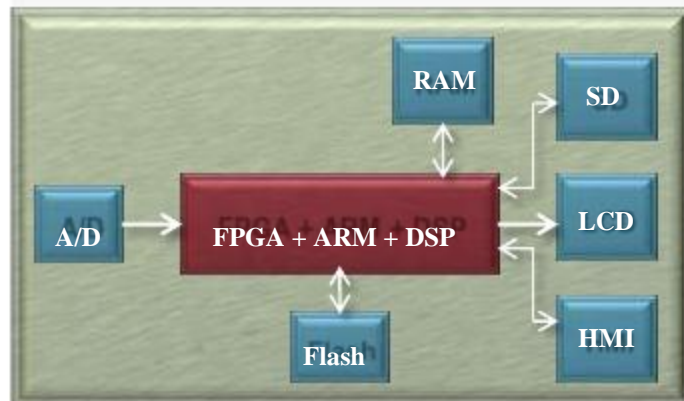 RAM
SD
A/D
FPGA + ARM + DSP
LCD
Flash
HMI